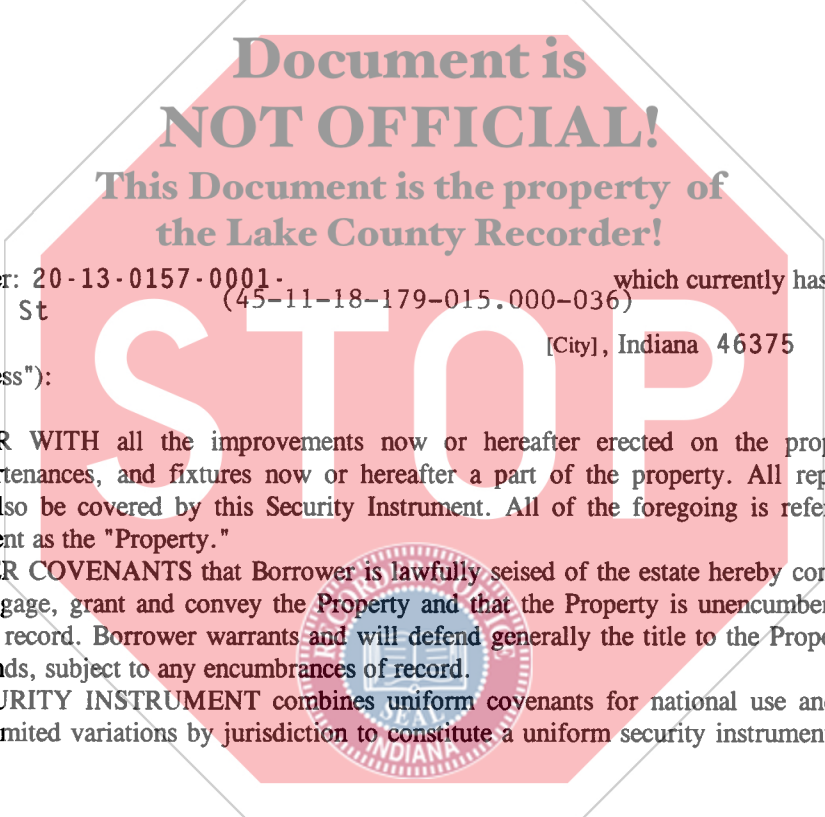 Document is
NOT OFFICIAL!
This Document is the property of
the Lake County Recorder!
er: 20-13-0157-0001- which currently has
St (45-11-18-179-015.000-036)
[City], Indiana 46375
ess"):
STOP
R WITH all the improvements now or hereafter erected on the prop
rtenances, and fixtures now or hereafter a part of the property. All rep
lso be covered by this Security Instrument. All of the foregoing is refer
ent as the "Property."
ER COVENANTS that Borrower is lawfully seised of the estate hereby con
gage, grant and convey the Property and that the Property is unencumber
record. Borrower warrants and will defend generally the title to the Prope
nds, subject to any encumbrances of record.
URITY INSTRUMENT combines uniform covenants for national use an
mited variations by jurisdiction to constitute a uniform security instrumen
SEAL
INDIANA